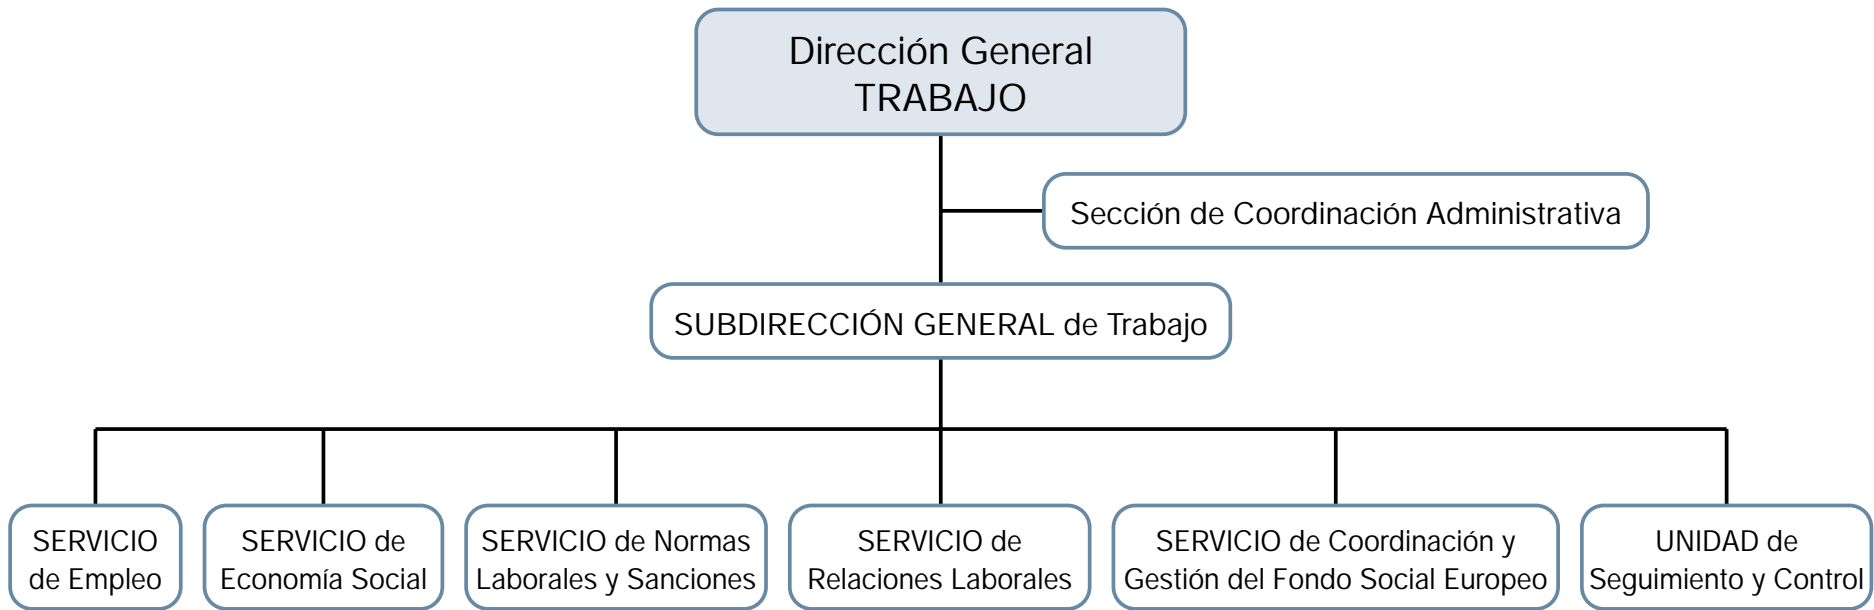 Dirección General
TRABAJO
Sección de Coordinación Administrativa
SUBDIRECCIÓN GENERAL de Trabajo
SERVICIO
de Empleo
SERVICIO de
Economía Social
SERVICIO de Normas
Laborales y Sanciones
SERVICIO de
Relaciones Laborales
SERVICIO de Coordinación y
Gestión del Fondo Social Europeo
UNIDAD de
Seguimiento y Control